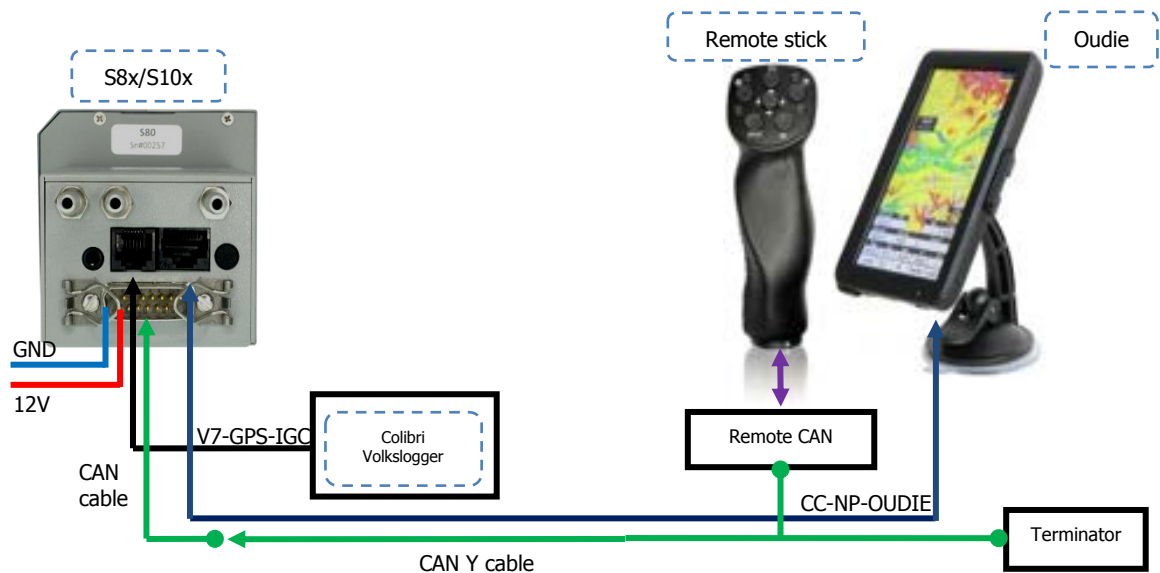 Remote stick
Oudie
S8x/S10x
S80
Sn#00257
GND
12V
V7-GPS-IGC
Colibri
Volkslogger
Remote CAN
CAN
cable
CC-NP-OUDIE
Terminator
CAN Y cable